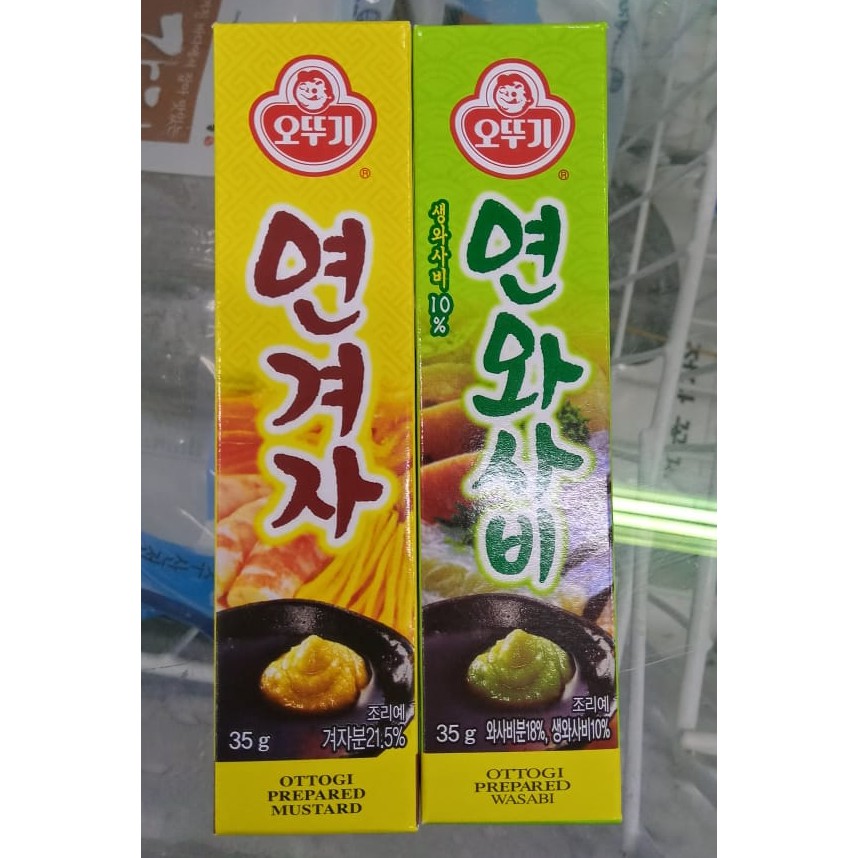 오뚜기
®
연겨자
조리예
35 g
겨자분21.5%
OTTOGI
PREPARED
MUSTARD
오뚜기
®
생와사비 10%
연와사비
조리예
35 g
와사비분18%, 생와사비10%
OTTOGI
PREPARED
WASABI